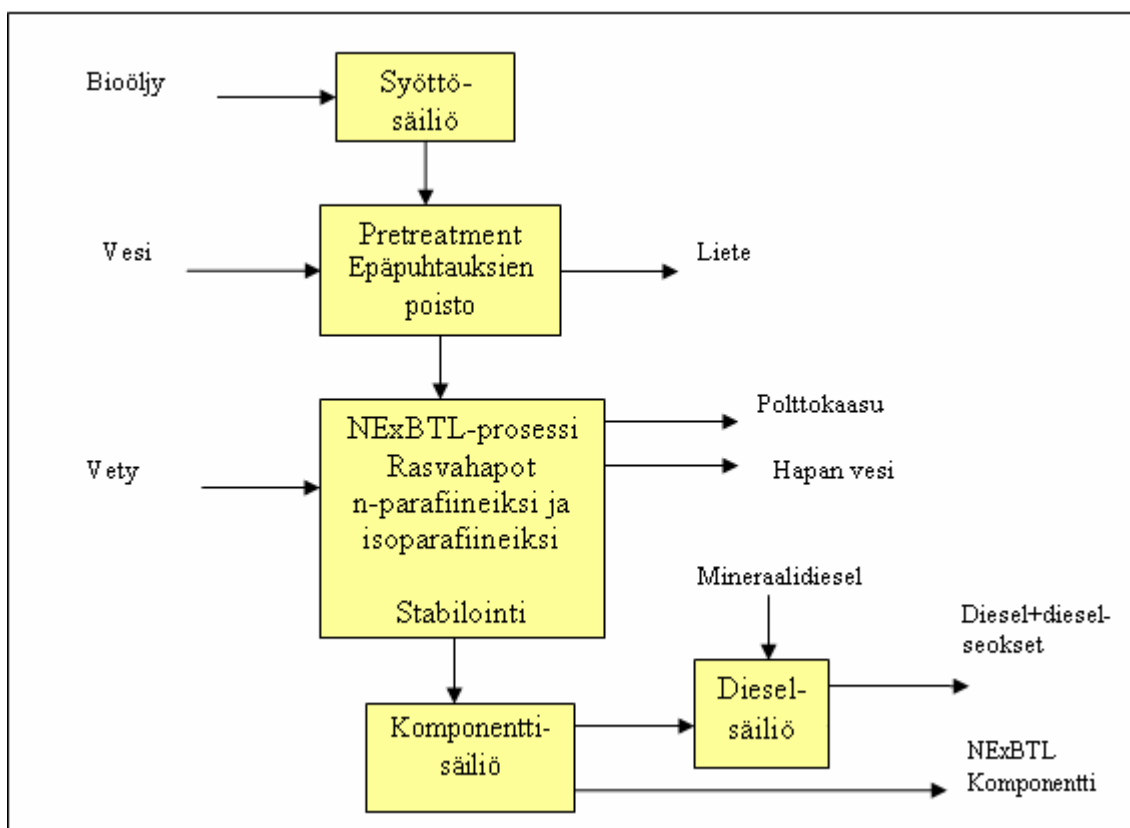 Bioöljy
Syöttö-
säiliö
Vesi
Pretreatment
Epäpuhtauksien
poisto
Liete
Vety
NExBTL-prosessi
Rasvahapot
n-parafiineiksi ja
isoparafiineiksi
Stabilointi
Polttokaasu
Hapan vesi
Mineraalidiesel
Komponentti-
säiliö
Diesel-
säiliö
Diesel+diesel-
seokset
NExBTL
Komponentti